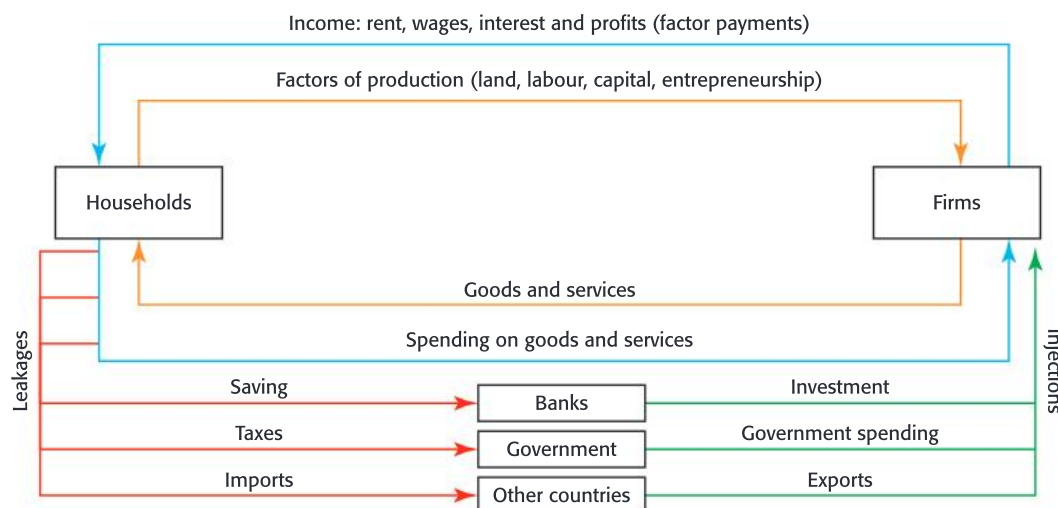 Income: rent, wages, interest and profits (factor payments)
Factors of production (land, labour, capital, entrepreneurship)
Households
Firms
Goods and services
Spending on goods and services
Leakages
Injections
Saving
Banks
Investment
Taxes
Government
Government spending
Imports
Other countries
Exports